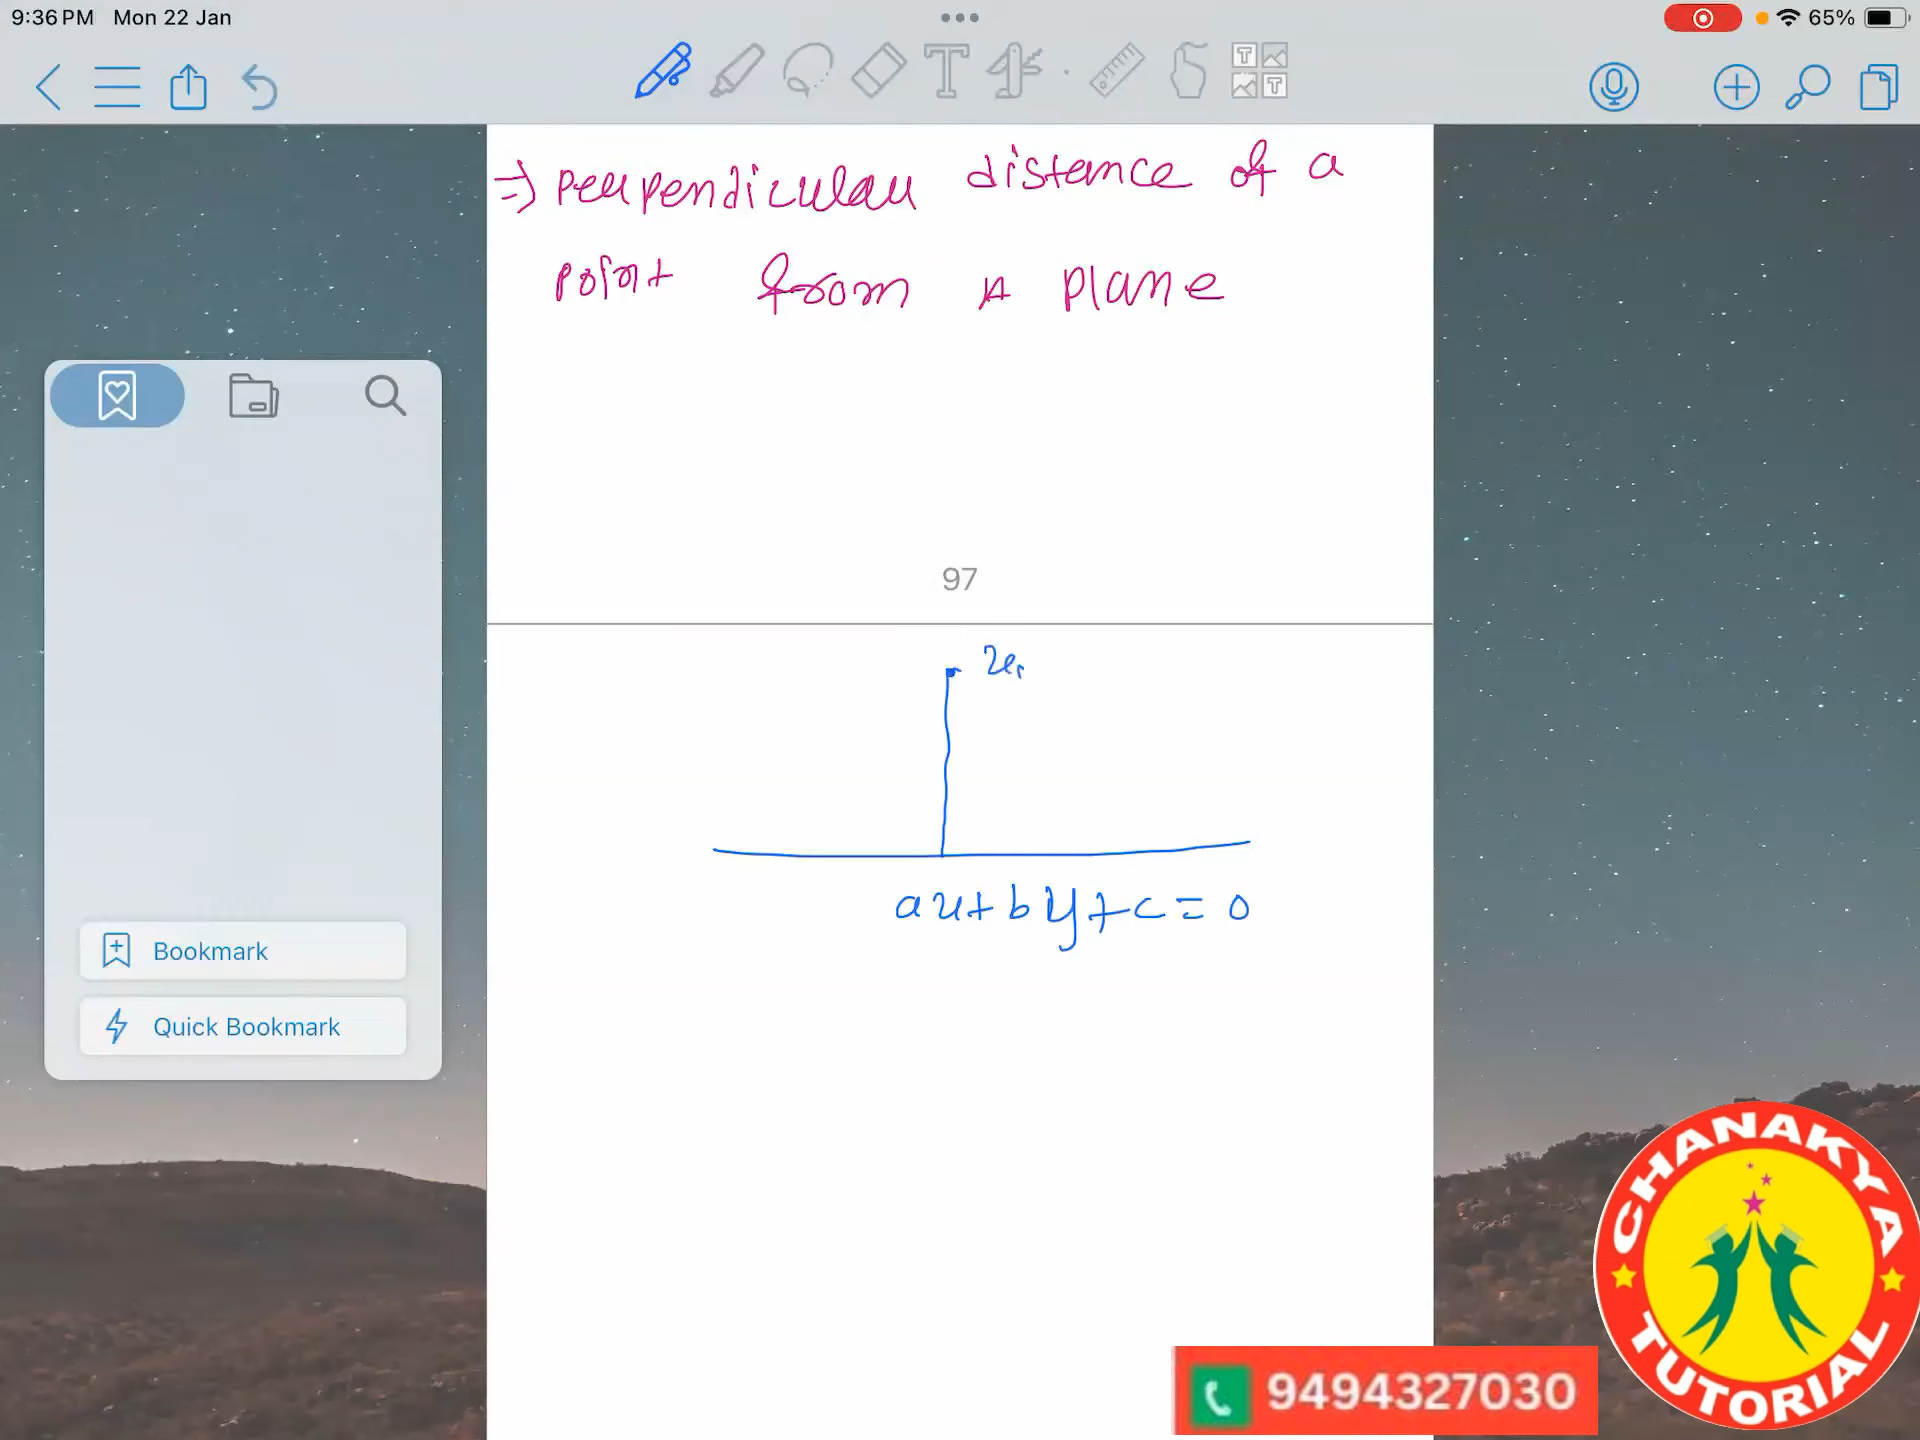 9:36 PM Mon 22 Jan
65%
⇒ perpendicular distance of a
point from A plane
97
x₁
ax+by+c=0
Bookmark
Quick Bookmark
CHANAKYA
TUTORIAL
9494327030